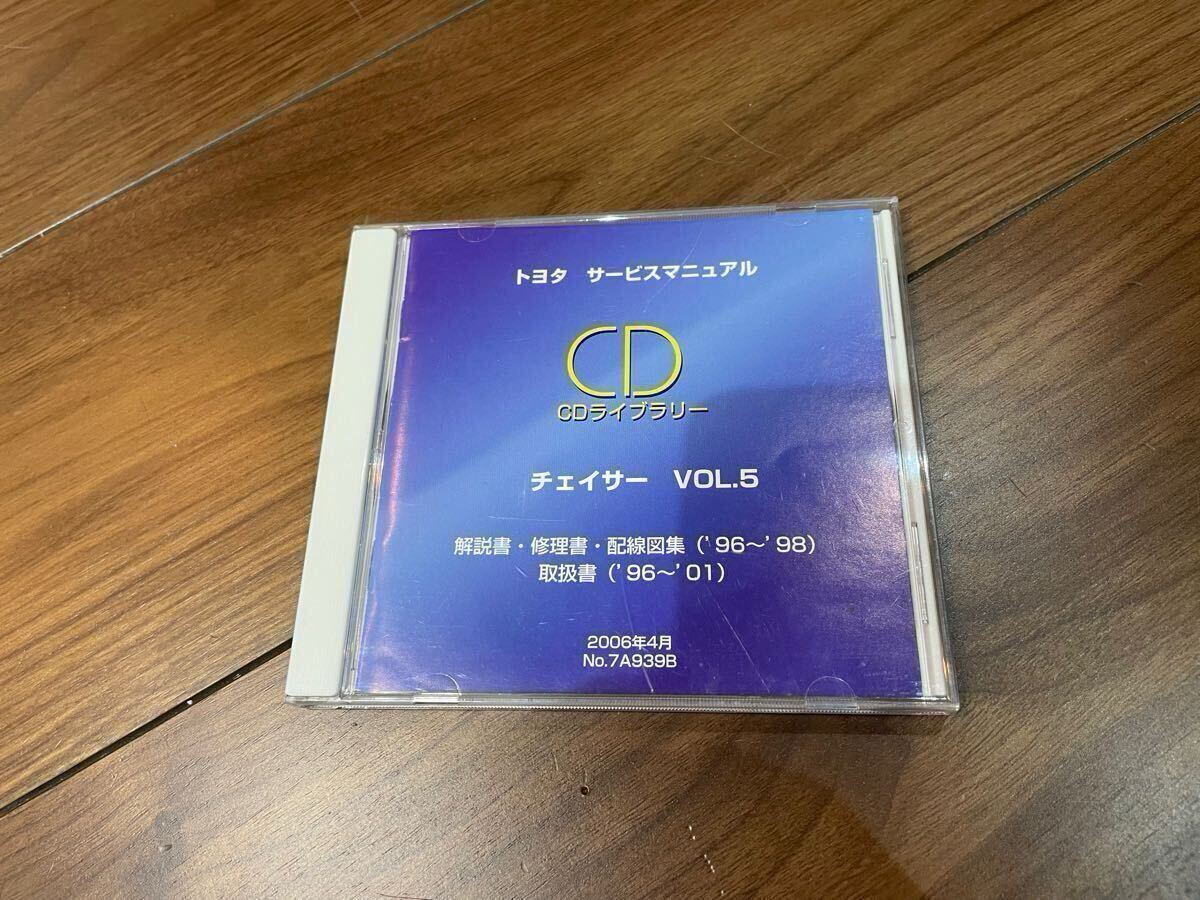 トヨタ　サービスマニュアル
CD
CDライブラリー
チェイサー　VOL.5
解説書・修理書・配線図集（'96～'98）
取扱書（'96～'01）
2006年4月
No.7A939B